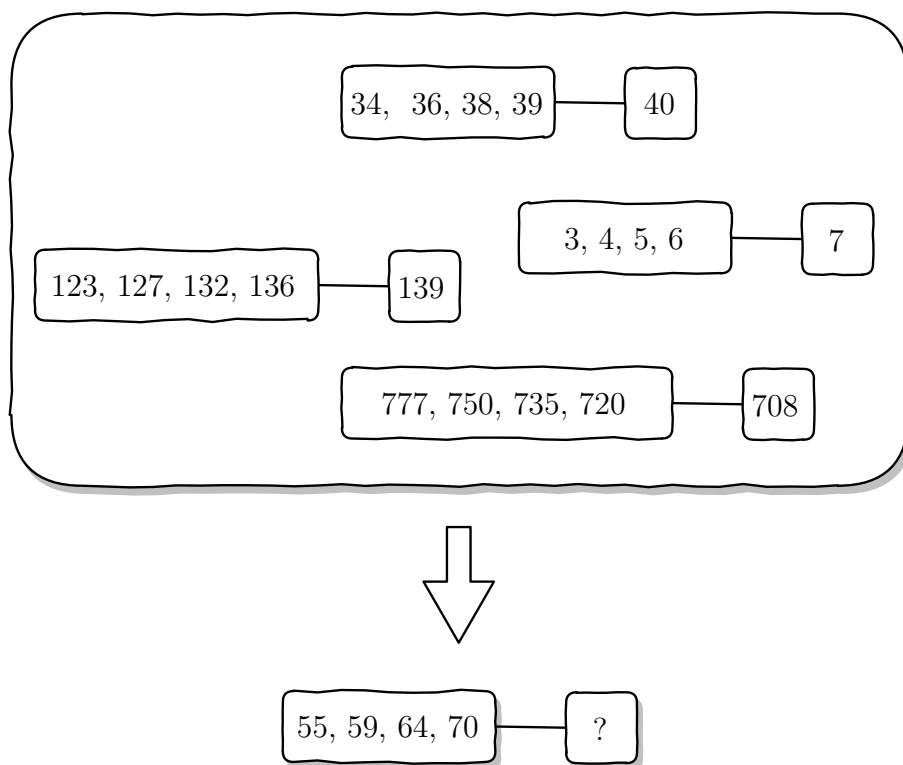 34, 36, 38, 39 40
3, 4, 5, 6 7
123, 127, 132, 136 139
777, 750, 735, 720 708
55, 59, 64, 70 ?